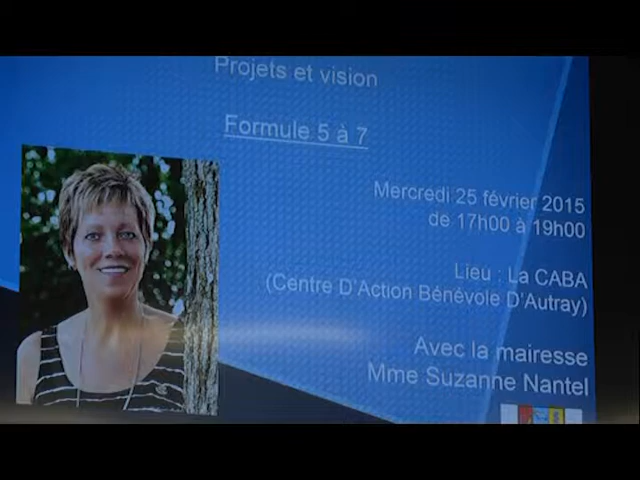 Projets et vision
Formule 5 à 7
Mercredi 25 février 2015
de 17h00 à 19h00
Lieu : La CABA
(Centre D'Action Bénévole D'Autray)
Avec la mairesse
Mme Suzanne Nantel